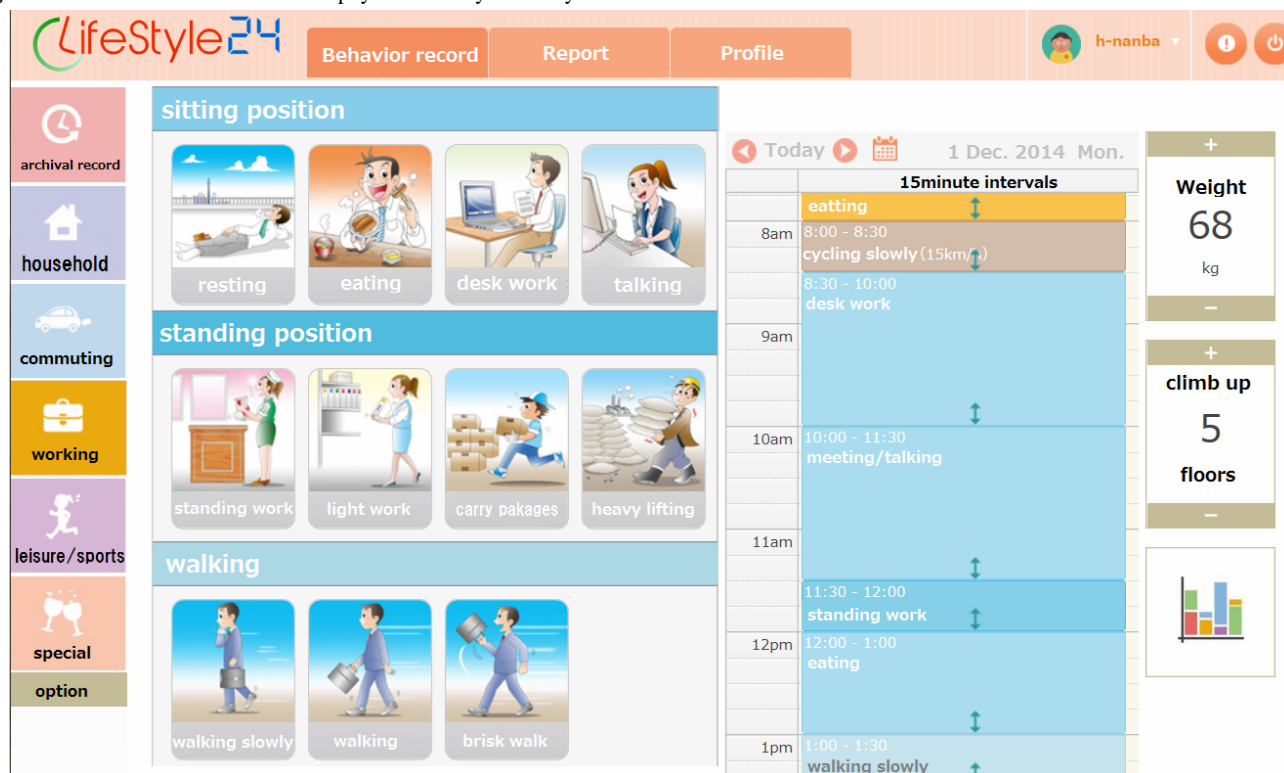 LifeStyle24
Behavior record
Report
Profile
h-nanba
archival record
household
commuting
working
leisure/sports
special
option
sitting position
resting
eating
desk work
talking
standing position
standing work
light work
carry pakages
heavy lifting
walking
walking slowly
walking
brisk walk
Today
1 Dec. 2014 Mon.
15minute intervals
eatting
8am
8:00 - 8:30
cycling slowly(15km/h)
8:30 - 10:00
desk work
9am
10am
10:00 - 11:30
meeting/talking
11am
11:30 - 12:00
standing work
12pm
12:00 - 1:00
eating
1pm
1:00 - 1:30
walking slowly
+
Weight
68
kg
−
+
climb up
5
floors
−